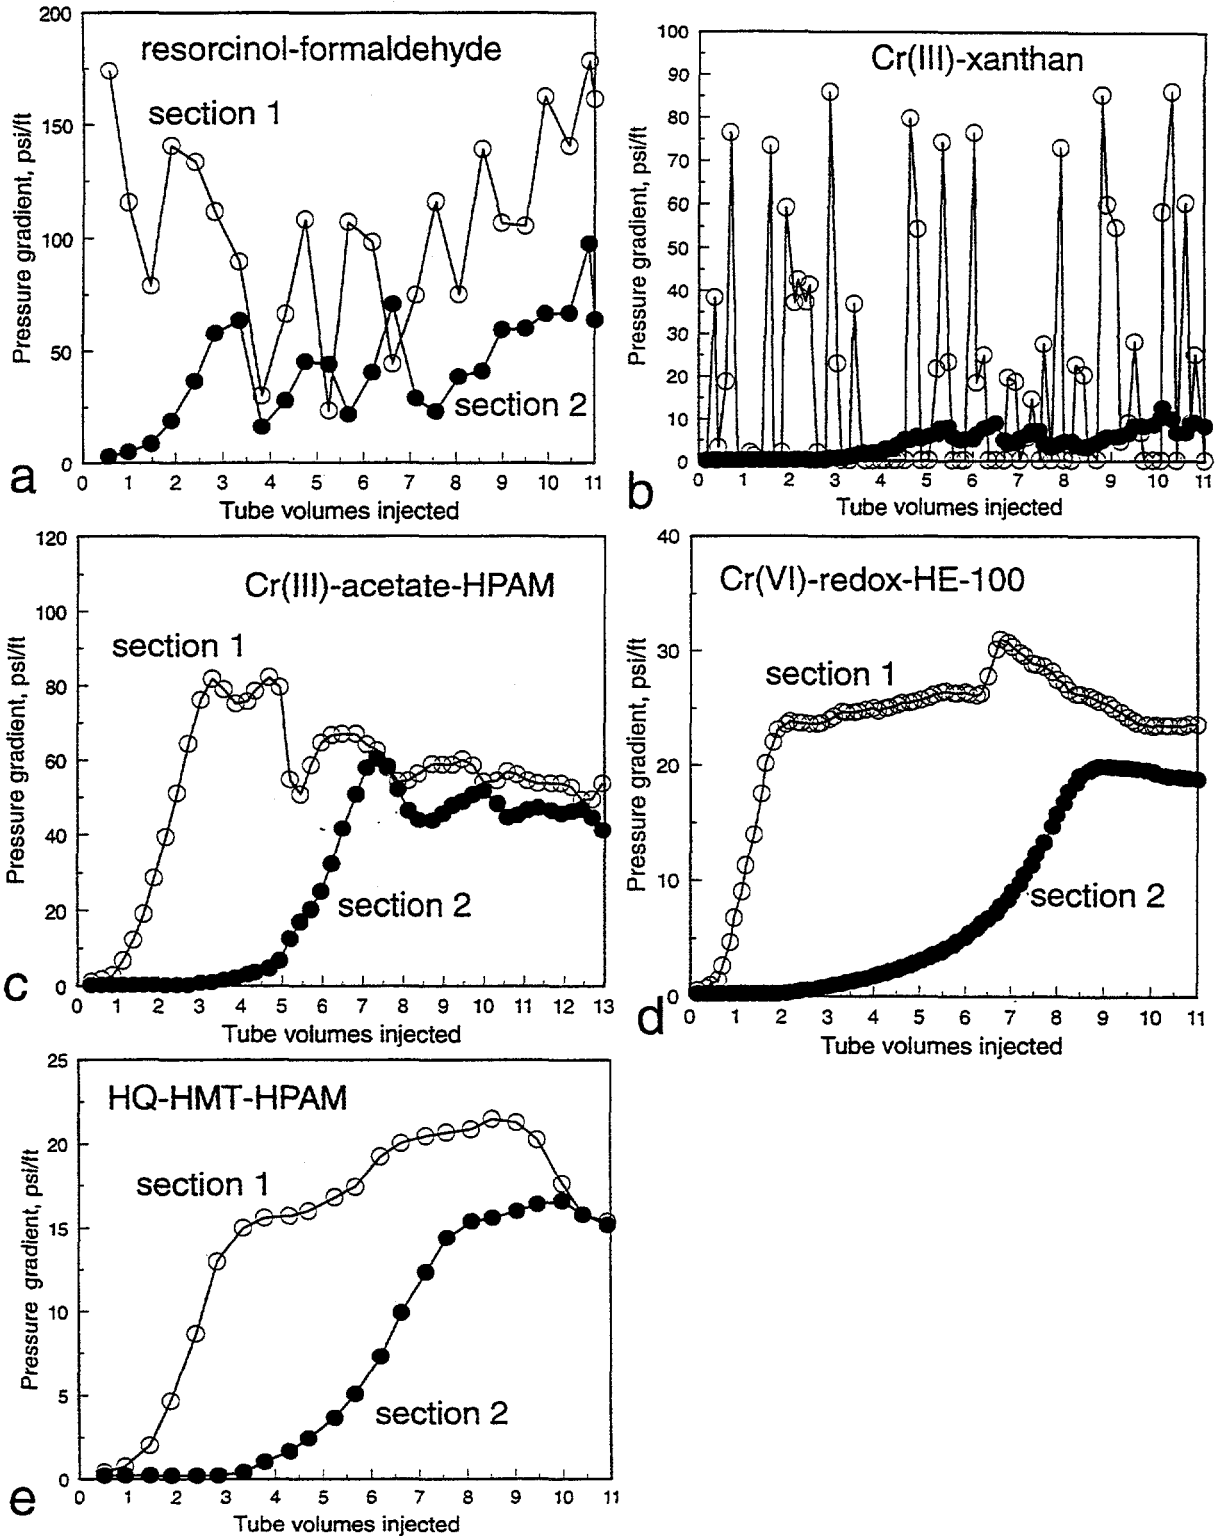 200
150
100
50
0
Pressure gradient, psi/ft
resorcinol-formaldehyde
section 1
section 2
0 1 2 3 4 5 6 7 8 9 10 11
Tube volumes injected
a
100
90
80
70
60
50
40
30
20
10
0
Pressure gradient, psi/ft
Cr(III)-xanthan
0 1 2 3 4 5 6 7 8 9 10 11
Tube volumes injected
b
120
100
80
60
40
20
0
Pressure gradient, psi/ft
Cr(III)-acetate-HPAM
section 1
section 2
0 1 2 3 4 5 6 7 8 9 10 11 12 13
Tube volumes injected
c
40
30
20
10
0
Pressure gradient, psi/ft
Cr(VI)-redox-HE-100
section 1
section 2
0 1 2 3 4 5 6 7 8 9 10 11
Tube volumes injected
d
25
20
15
10
5
0
Pressure gradient, psi/ft
HQ-HMT-HPAM
section 1
section 2
0 1 2 3 4 5 6 7 8 9 10 11
Tube volumes injected
e